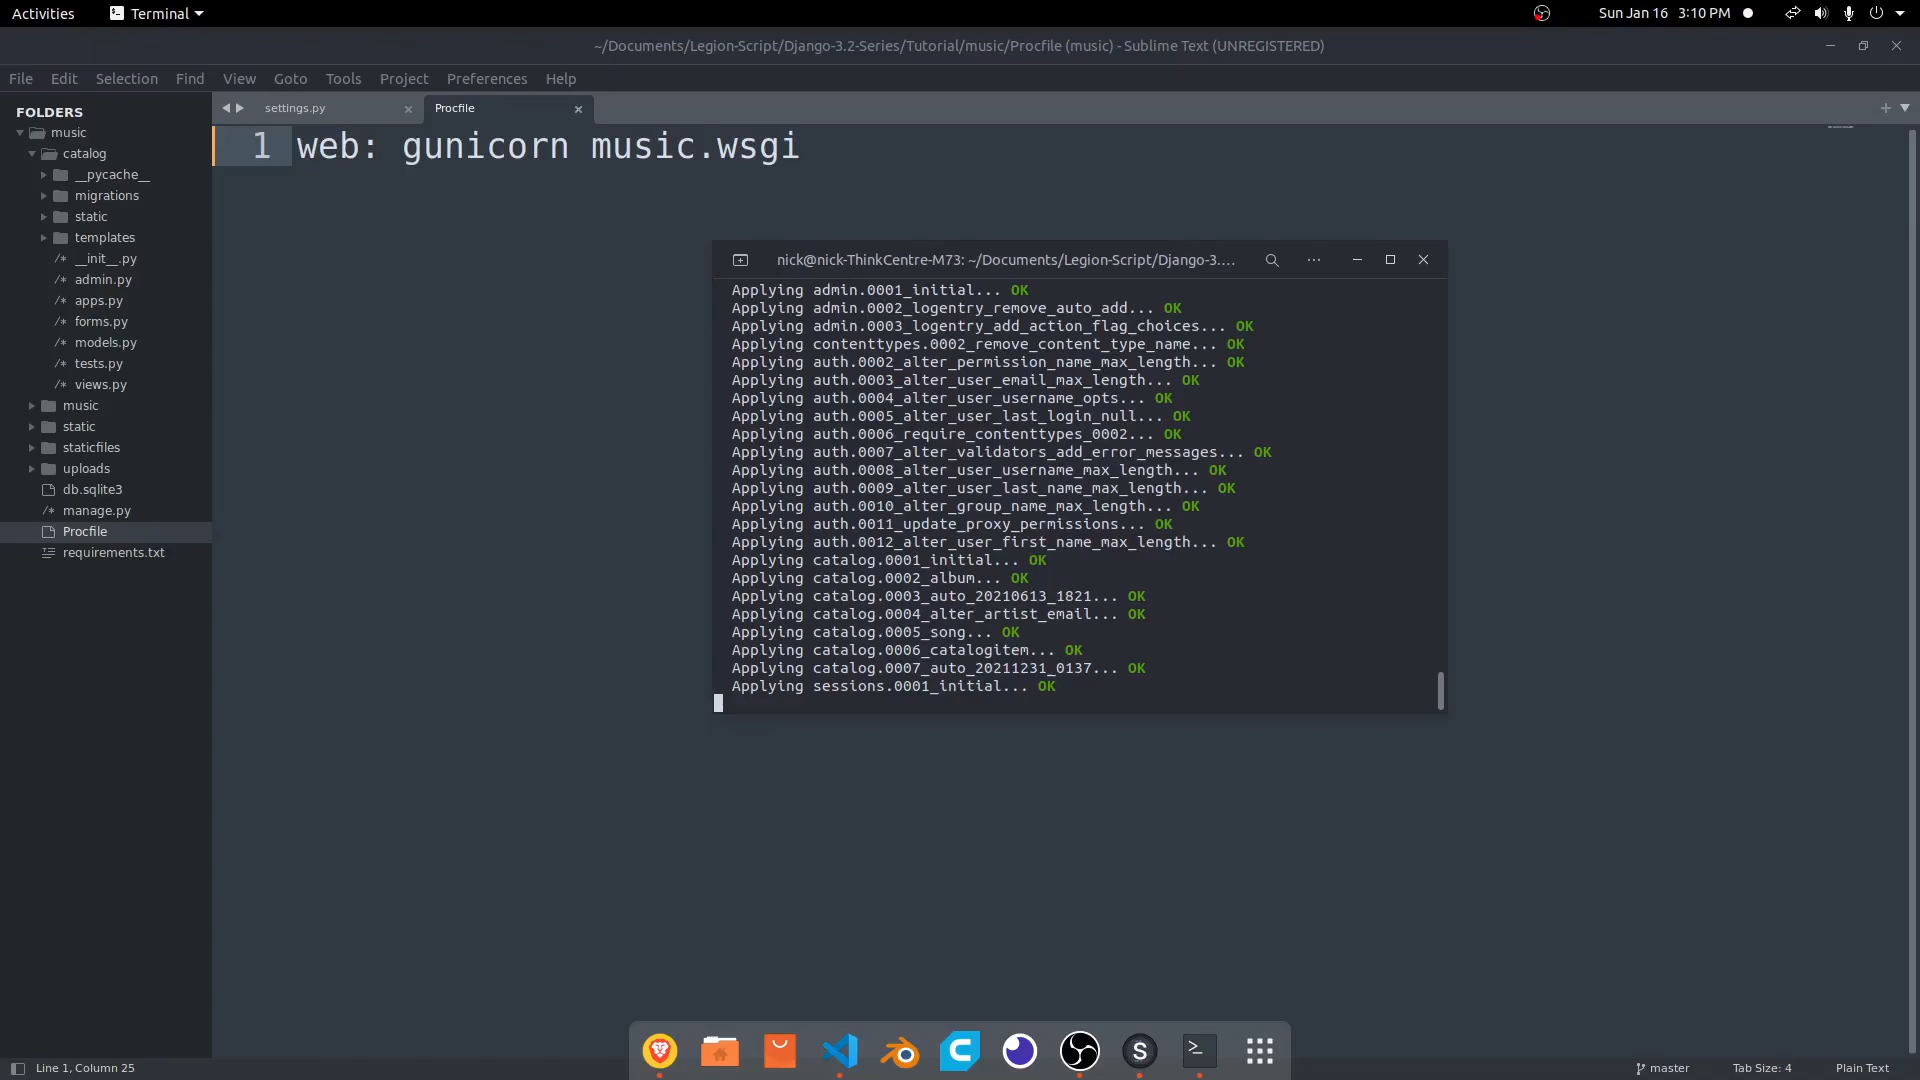 Activities
Terminal
Sun Jan 16 3:10 PM
~/Documents/Legion-Script/Django-3.2-Series/Tutorial/music/Procfile (music) - Sublime Text (UNREGISTERED)
File Edit Selection Find View Goto Tools Project Preferences Help
settings.py
Procfile
FOLDERS
music
catalog
__pycache__
migrations
static
templates
/* __init__.py
/* admin.py
/* apps.py
/* forms.py
/* models.py
/* tests.py
/* views.py
music
static
staticfiles
uploads
db.sqlite3
/* manage.py
Procfile
requirements.txt
1 web: gunicorn music.wsgi
nick@nick-ThinkCentre-M73: ~/Documents/Legion-Script/Django-3....
Applying admin.0001_initial... OK
Applying admin.0002_logentry_remove_auto_add... OK
Applying admin.0003_logentry_add_action_flag_choices... OK
Applying contenttypes.0002_remove_content_type_name... OK
Applying auth.0002_alter_permission_name_max_length... OK
Applying auth.0003_alter_user_email_max_length... OK
Applying auth.0004_alter_user_username_opts... OK
Applying auth.0005_alter_user_last_login_null... OK
Applying auth.0006_require_contenttypes_0002... OK
Applying auth.0007_alter_validators_add_error_messages... OK
Applying auth.0008_alter_user_username_max_length... OK
Applying auth.0009_alter_user_last_name_max_length... OK
Applying auth.0010_alter_group_name_max_length... OK
Applying auth.0011_update_proxy_permissions... OK
Applying auth.0012_alter_user_first_name_max_length... OK
Applying catalog.0001_initial... OK
Applying catalog.0002_album... OK
Applying catalog.0003_auto_20210613_1821... OK
Applying catalog.0004_alter_artist_email... OK
Applying catalog.0005_song... OK
Applying catalog.0006_catalogitem... OK
Applying catalog.0007_auto_20211231_0137... OK
Applying sessions.0001_initial... OK
Line 1, Column 25
master
Tab Size: 4
Plain Text